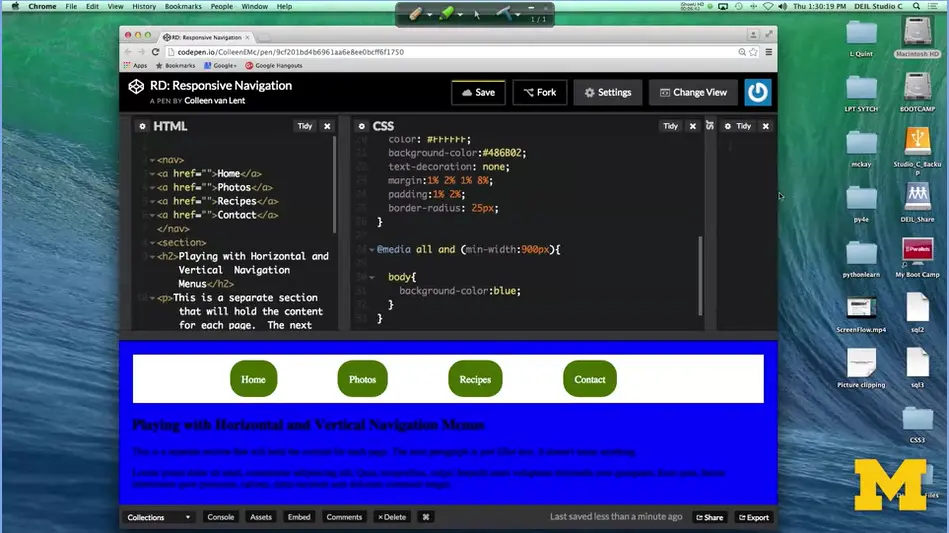 Chrome File Edit View History Bookmarks People Window Help
Thu 1:30:19 PM DEIL Studio C
1/1
RD: Responsive Navigation
codepen.io/ColleenEMc/pen/9cf201bd4b6961aa6e8ee0bcff6f1750
Apps Bookmarks Google+ Google Hangouts
RD: Responsive Navigation
A PEN BY Colleen van Lent
Save Fork Settings Change View
HTML Tidy
<nav>
<a href="">Home</a>
<a href="">Photos</a>
<a href="">Recipes</a>
<a href="">Contact</a>
</nav>
<section>
<h2>Playing with Horizontal and
Vertical Navigation
Menus</h2>
<p>This is a separate section
that will hold the content
for each page. The next
CSS Tidy
color: #FFFFFF;
background-color:#486B02;
text-decoration: none;
margin:1% 2% 1% 8%;
padding:1% 2%;
border-radius: 25px;
}
@media all and (min-width:900px){
body{
background-color:blue;
}
}
JS Tidy
Home Photos Recipes Contact
Playing with Horizontal and Vertical Navigation Menus
Collections Console Assets Embed Comments × Delete ⌘ Last saved less than a minute ago Share Export
L Quint
Macintosh HD
LPT SYTCH
BOOTCAMP
mckay
Studio_C_Backu
p
py4e
DEIL_Share
pythonlearn
My Boot Camp
ScreenFlow.mp4
sql2
Picture clipping
sql3
CSS3
M